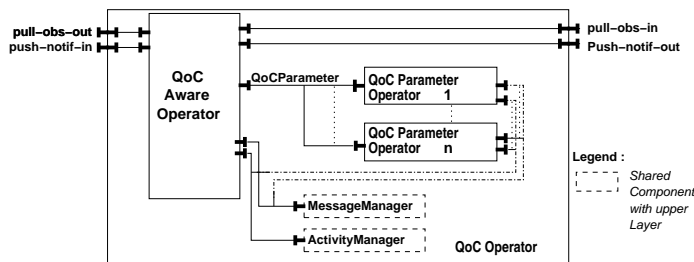 pull-obs-out
push-notif-in
QoC
Aware
Operator
QoCParameter
QoC Parameter
Operator 1
QoC Parameter
Operator n
MessageManager
ActivityManager
QoC Operator
pull-obs-in
Push-notif-out
Legend :
Shared
Component
with upper
Layer